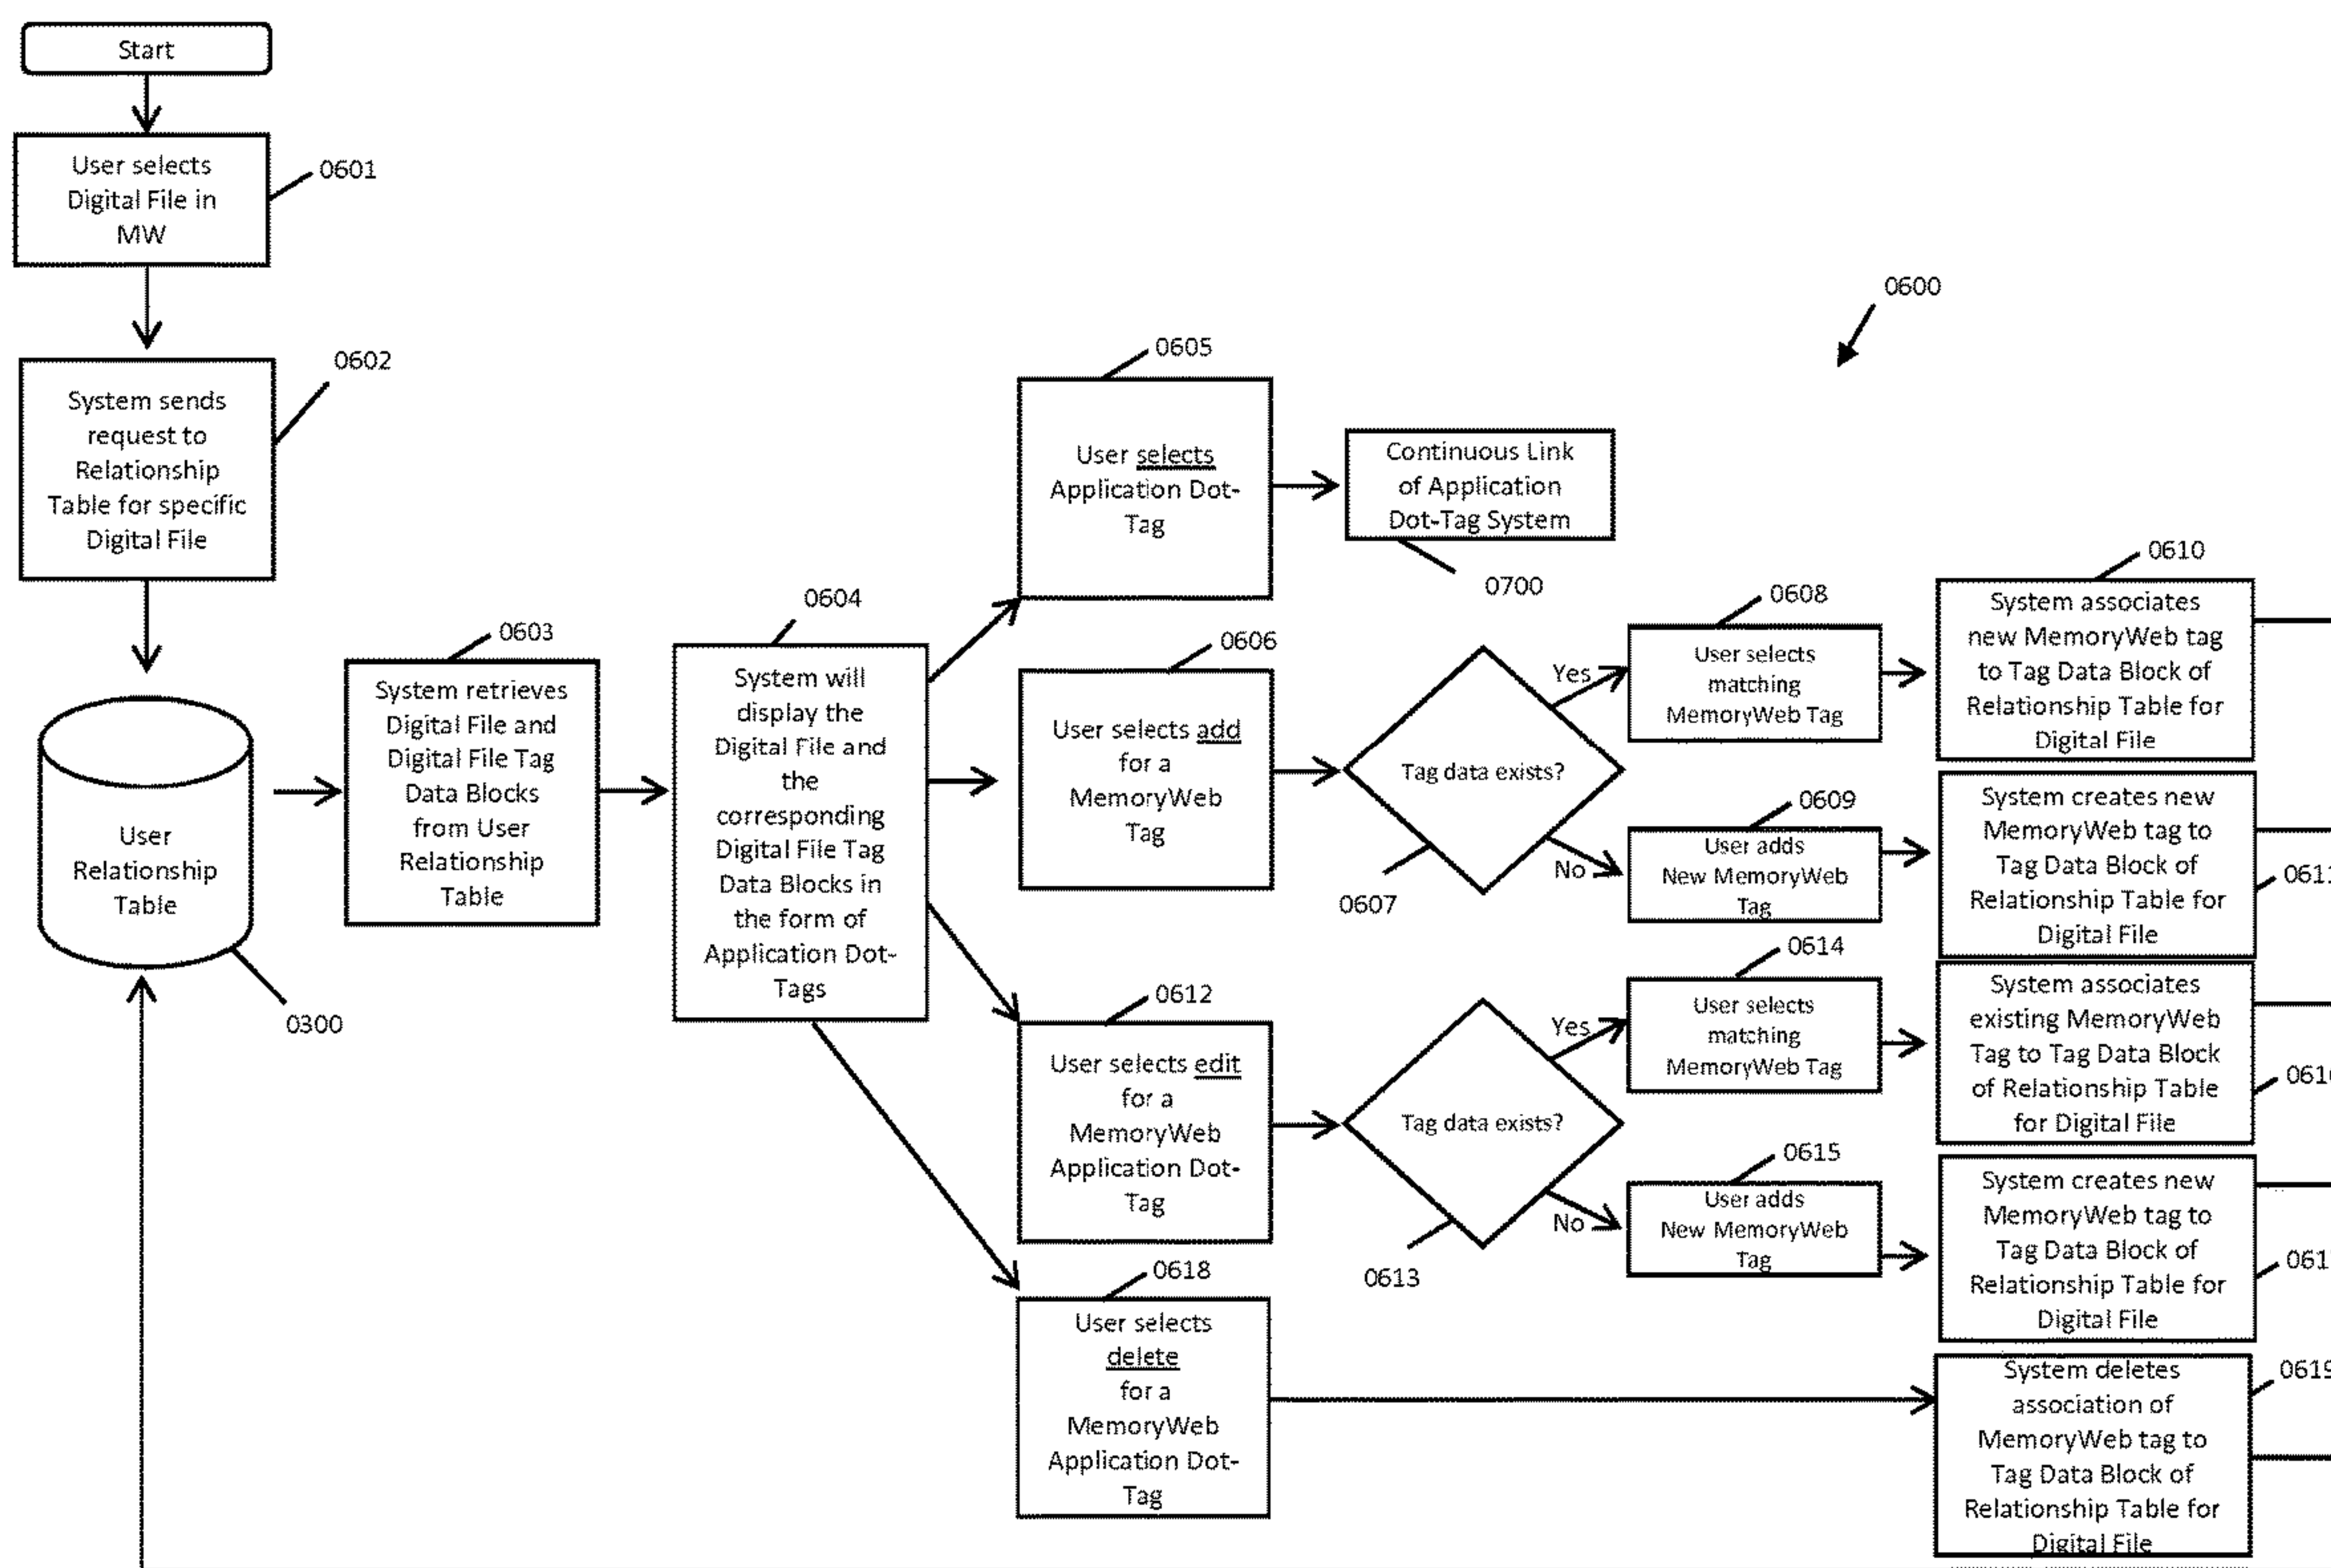 Start
User selects
Digital File in
MW
0601
System sends
request to
Relationship
Table for specific
Digital File
0602
User
Relationship
Table
0300
System retrieves
Digital File and
Digital File Tag
Data Blocks
from User
Relationship
Table
0603
System will
display the
Digital File and
the
corresponding
Digital File Tag
Data Blocks in
the form of
Application Dot-
Tags
0604
0600
0605
User selects
Application Dot-
Tag
Continuous Link
of Application
Dot-Tag System
0700
0606
User selects add
for a
MemoryWeb
Tag
Tag data exists?
0607
Yes
No
0608
User selects
matching
MemoryWeb Tag
0609
User adds
New MemoryWeb
Tag
0610
System associates
new MemoryWeb tag
to Tag Data Block of
Relationship Table for
Digital File
System creates new
MemoryWeb tag to
Tag Data Block of
Relationship Table for
Digital File
0611
0612
User selects edit
for a
MemoryWeb
Application Dot-
Tag
Tag data exists?
0613
Yes
No
0614
User selects
matching
MemoryWeb Tag
0615
User adds
New MemoryWeb
Tag
System associates
existing MemoryWeb
Tag to Tag Data Block
of Relationship Table
for Digital File
System creates new
MemoryWeb tag to
Tag Data Block of
Relationship Table for
Digital File
0618
User selects
delete
for a
MemoryWeb
Application Dot-
Tag
System deletes
association of
MemoryWeb tag to
Tag Data Block of
Relationship Table for
Digital File
0619